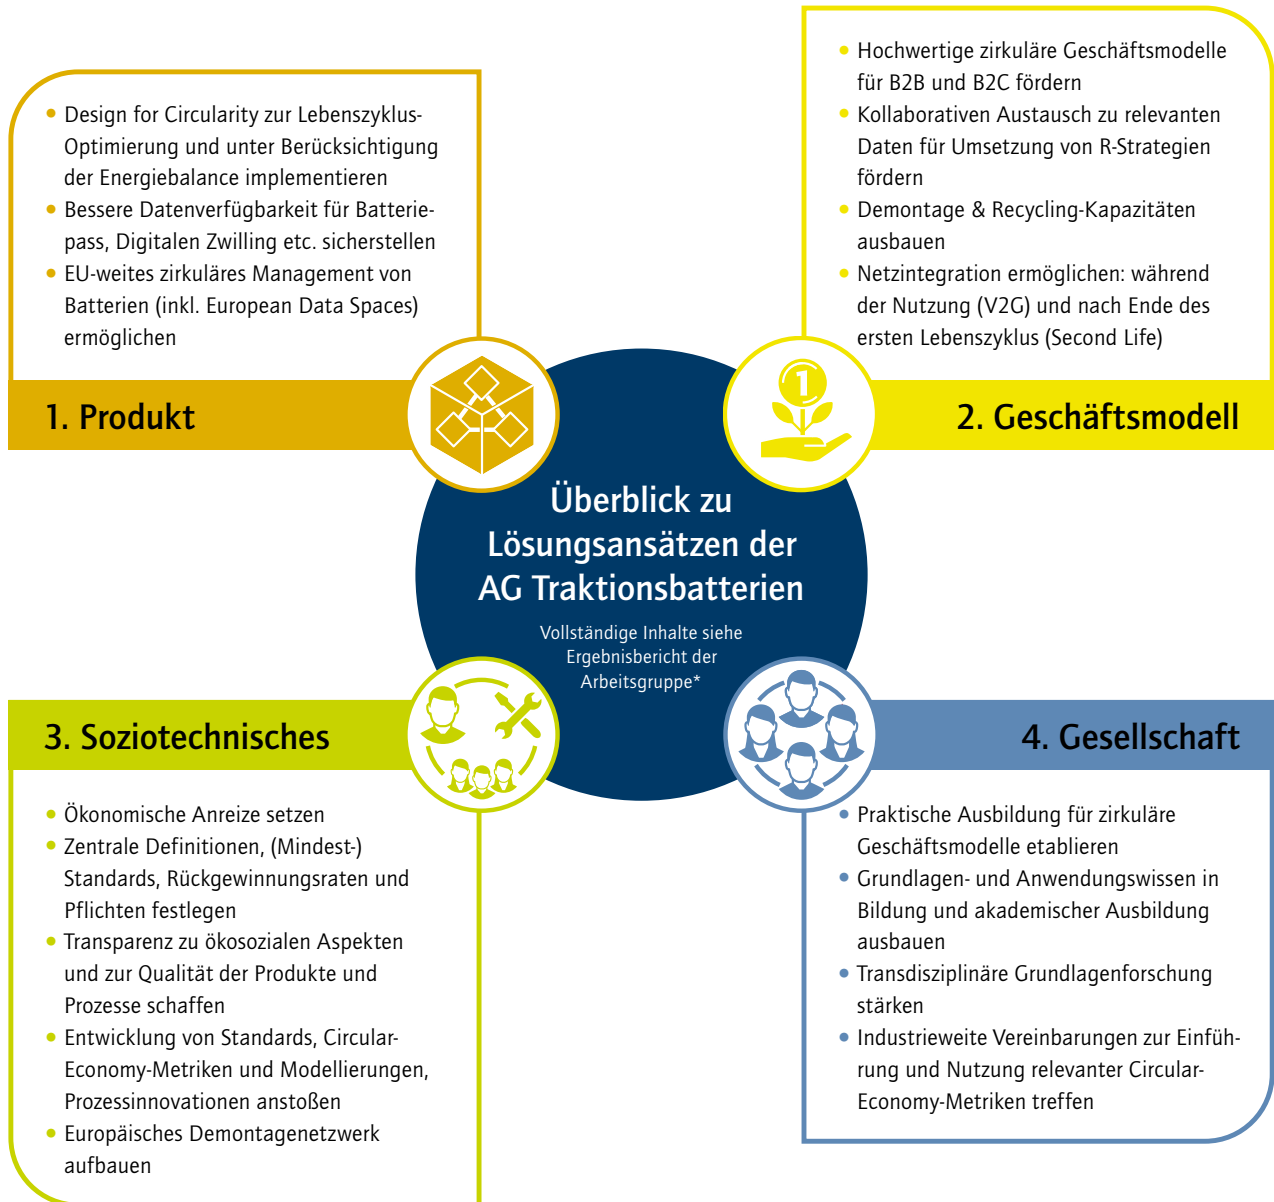 • Design for Circularity zur Lebenszyklus-
Optimierung und unter Berücksichtigung
der Energiebalance implementieren
• Bessere Datenverfügbarkeit für Batterie-
pass, Digitalen Zwilling etc. sicherstellen
• EU-weites zirkuläres Management von
Batterien (inkl. European Data Spaces)
ermöglichen
1. Produkt
• Hochwertige zirkuläre Geschäftsmodelle
für B2B und B2C fördern
• Kollaborativen Austausch zu relevanten
Daten für Umsetzung von R-Strategien
fördern
• Demontage & Recycling-Kapazitäten
ausbauen
• Netzintegration ermöglichen: während
der Nutzung (V2G) und nach Ende des
ersten Lebenszyklus (Second Life)
1
2. Geschäftsmodell
Überblick zu
Lösungsansätzen der
AG Traktionsbatterien
Vollständige Inhalte siehe
Ergebnisbericht der
Arbeitsgruppe*
3. Soziotechnisches
• Ökonomische Anreize setzen
• Zentrale Definitionen, (Mindest-)
Standards, Rückgewinnungsraten und
Pflichten festlegen
• Transparenz zu ökosozialen Aspekten
und zur Qualität der Produkte und
Prozesse schaffen
• Entwicklung von Standards, Circular-
Economy-Metriken und Modellierungen,
Prozessinnovationen anstoßen
• Europäisches Demontagenetzwerk
aufbauen
4. Gesellschaft
• Praktische Ausbildung für zirkuläre
Geschäftsmodelle etablieren
• Grundlagen- und Anwendungswissen in
Bildung und akademischer Ausbildung
ausbauen
• Transdisziplinäre Grundlagenforschung
stärken
• Industrieweite Vereinbarungen zur Einfüh-
rung und Nutzung relevanter Circular-
Economy-Metriken treffen